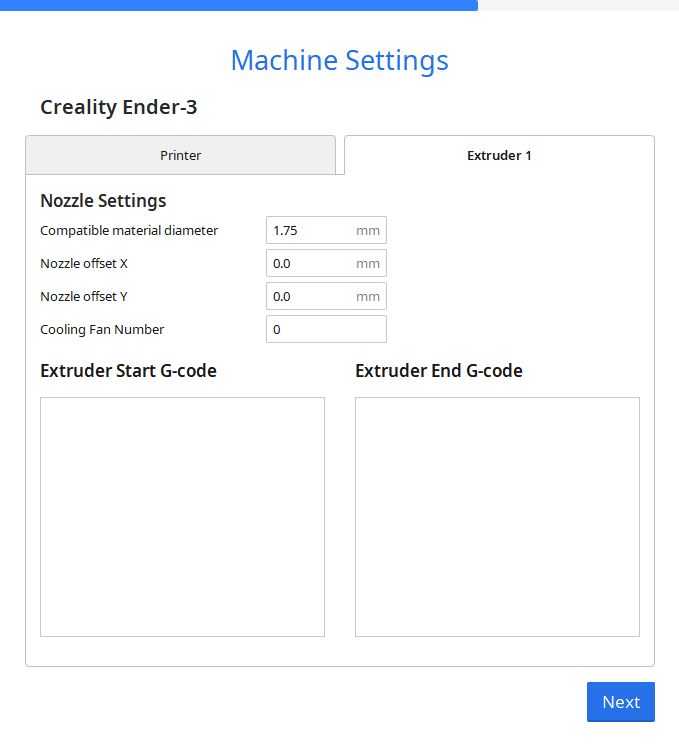 Machine Settings
Creality Ender-3
Printer
Extruder 1
Nozzle Settings
Compatible material diameter 1.75 mm
Nozzle offset X 0.0 mm
Nozzle offset Y 0.0 mm
Cooling Fan Number 0
Extruder Start G-code
Extruder End G-code
Next